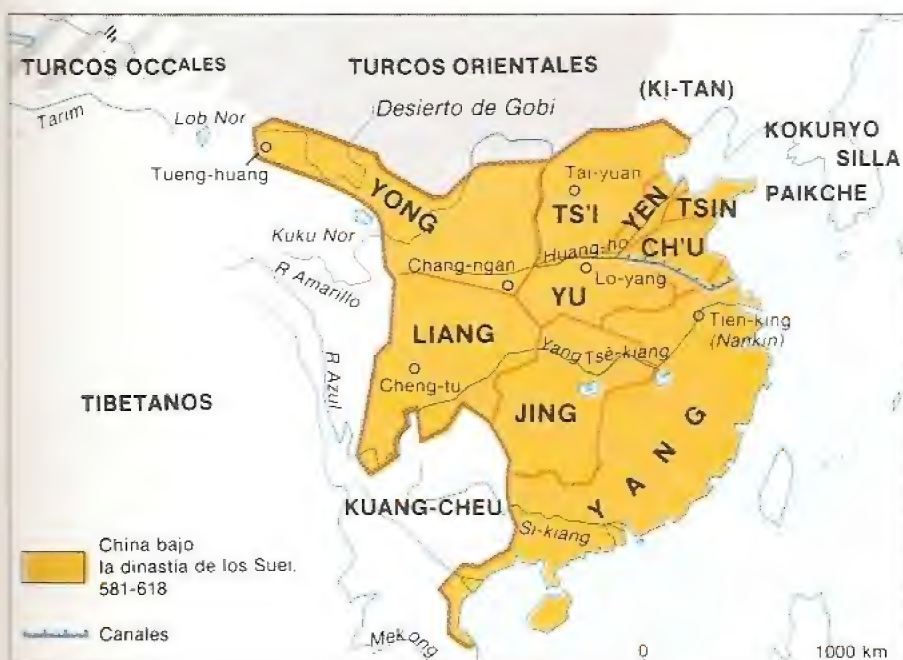 TURCOS OCCALES
TURCOS ORIENTALES
(KI-TAN)
Tarim
Lob Nor
Desierto de Gobi
KOKURYO
SILLA
Tueng-huang
Tai-yuan
PAIKCHE
YONG
TS'I
YEN
TSIN
Kuku Nor
Huang-ho
CH'U
R Amarillo
Chang-ngan
Lo-yang
YU
LIANG
Tien-king
(Nankin)
Yang Tsê-kiang
R Azul
Cheng-tu
TIBETANOS
JING
YANG
KUANG-CHEU
Si-kiang
China bajo
la dinastia de los Suei,
581-618
Canales
Mekong
0 1000 km